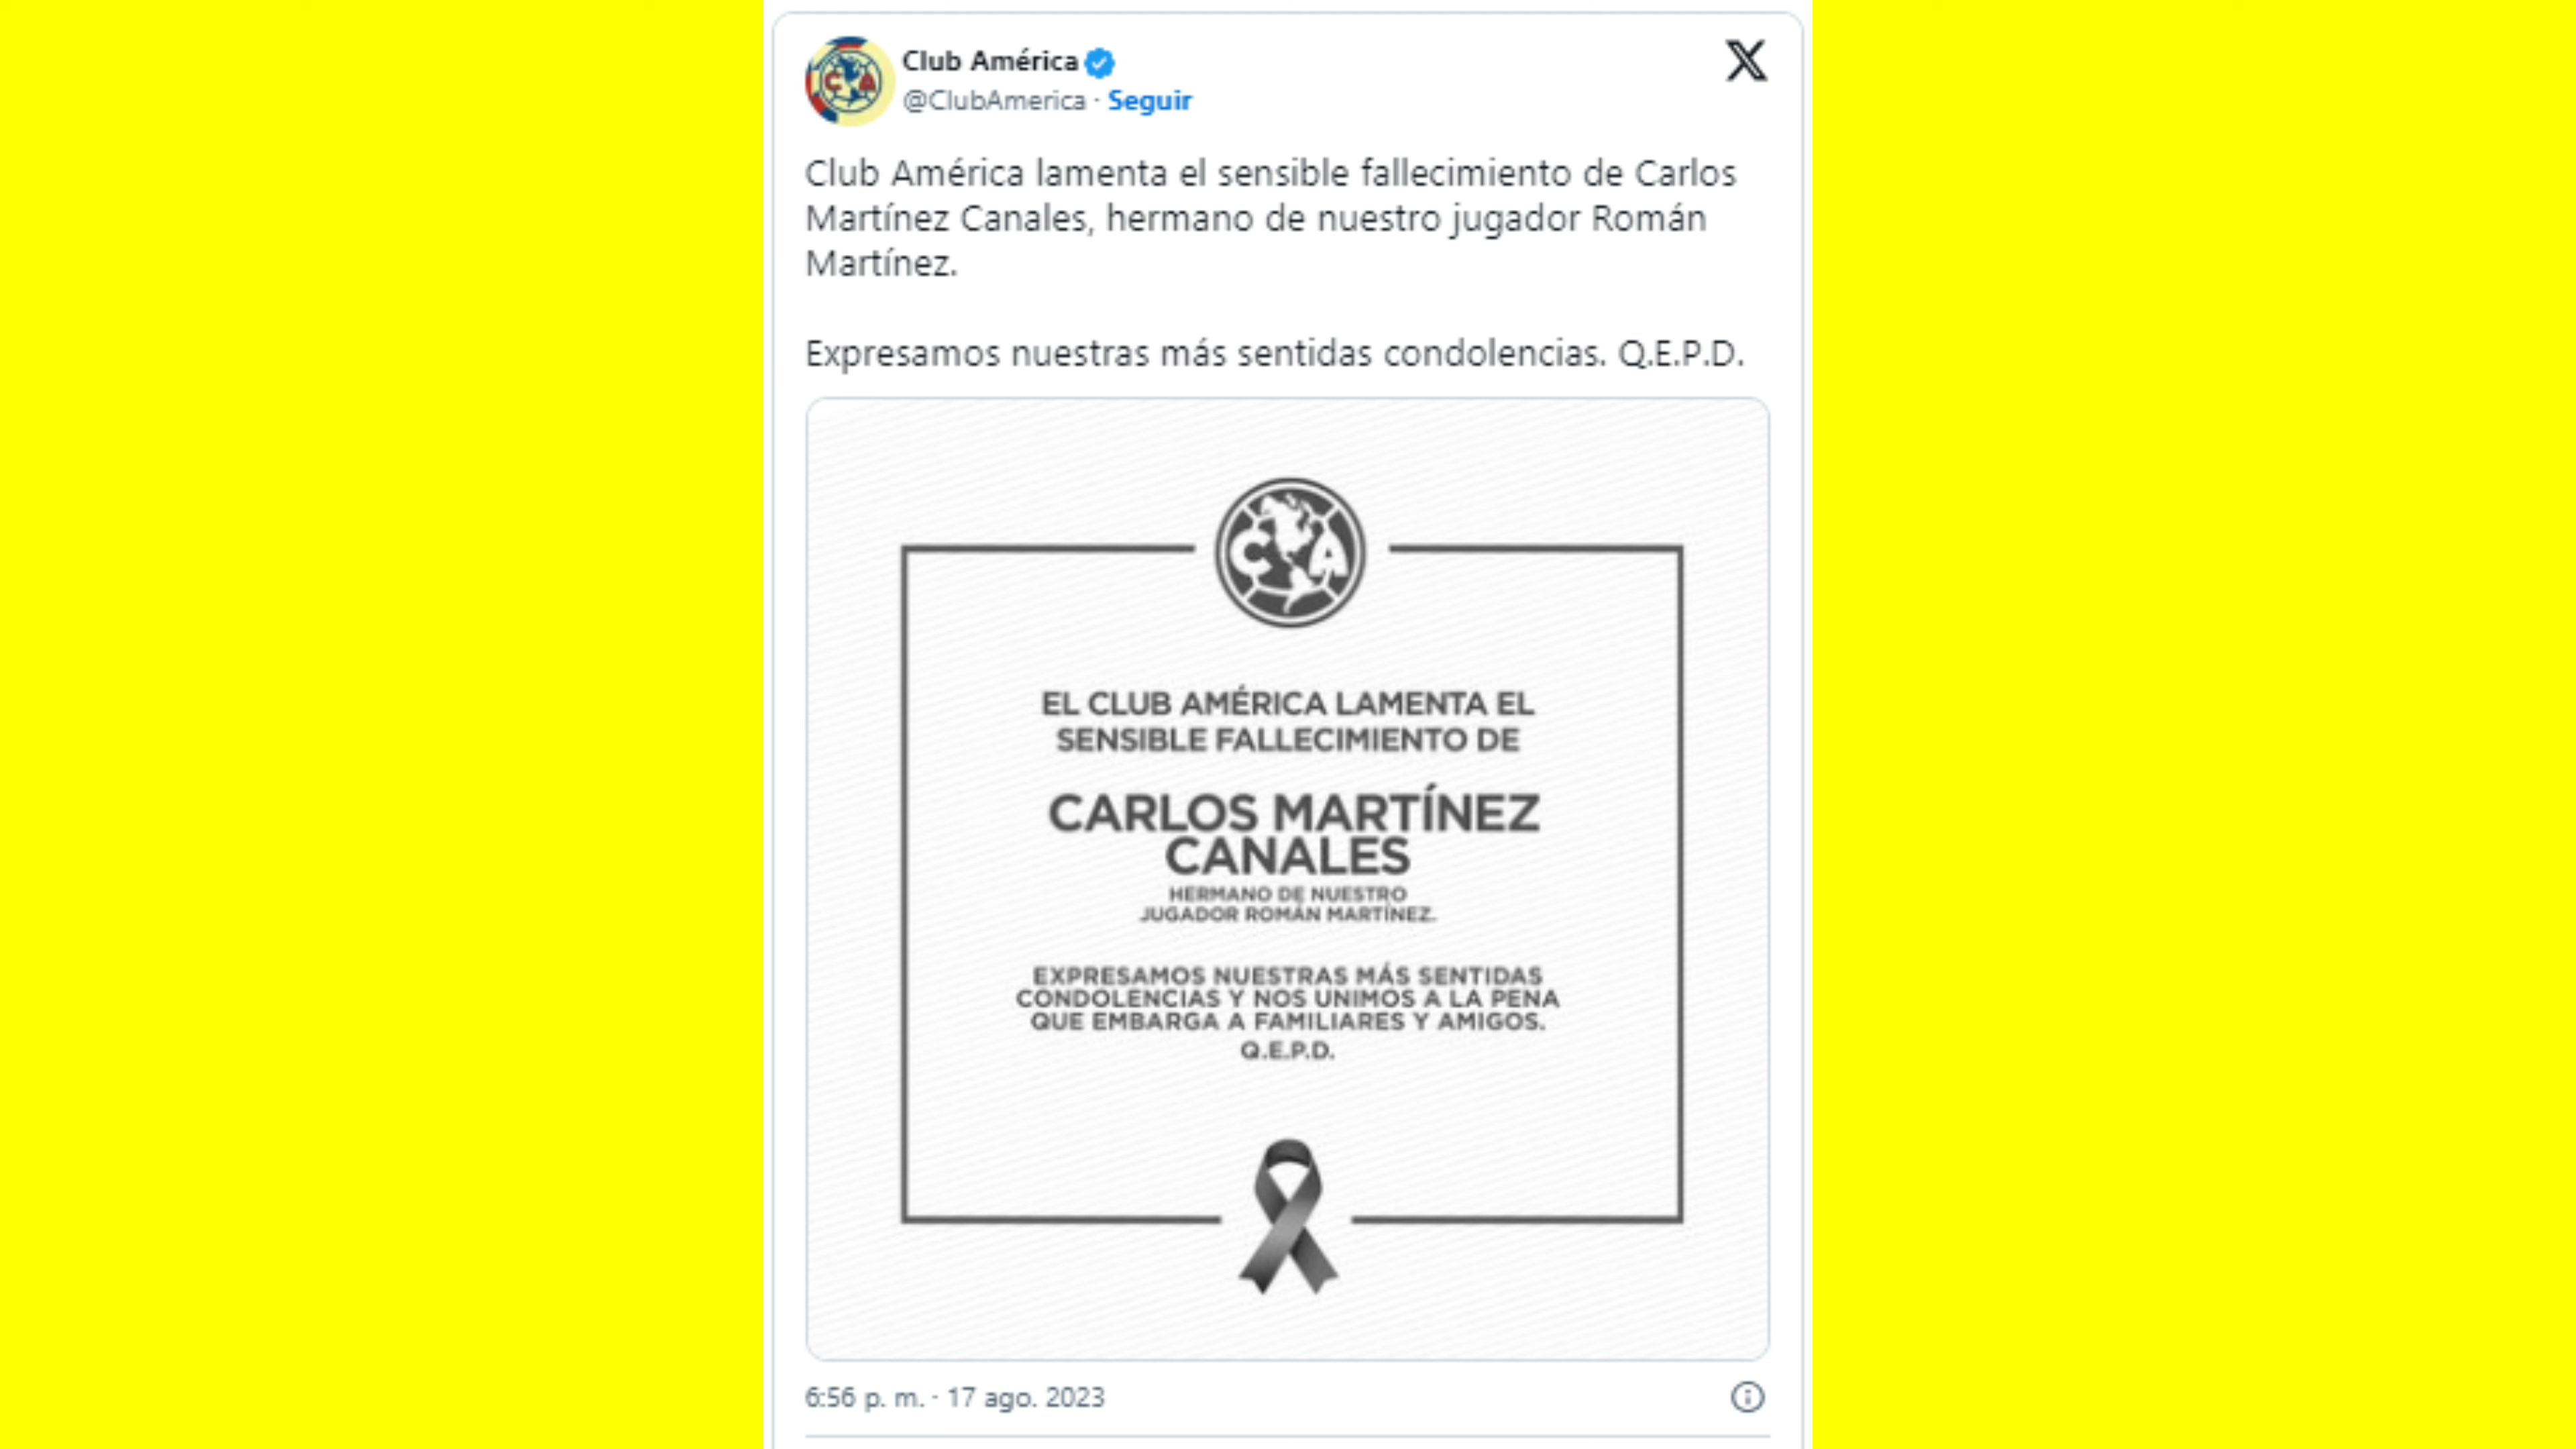 Club América
@ClubAmerica · Seguir
Club América lamenta el sensible fallecimiento de Carlos
Martínez Canales, hermano de nuestro jugador Román
Martínez.
Expresamos nuestras más sentidas condolencias. Q.E.P.D.
CA
EL CLUB AMÉRICA LAMENTA EL
SENSIBLE FALLECIMIENTO DE
CARLOS MARTÍNEZ
CANALES
HERMANO DE NUESTRO
JUGADOR ROMÁN MARTÍNEZ.
EXPRESAMOS NUESTRAS MÁS SENTIDAS
CONDOLENCIAS Y NOS UNIMOS A LA PENA
QUE EMBARGA A FAMILIARES Y AMIGOS.
Q.E.P.D.
6:56 p. m. · 17 ago. 2023